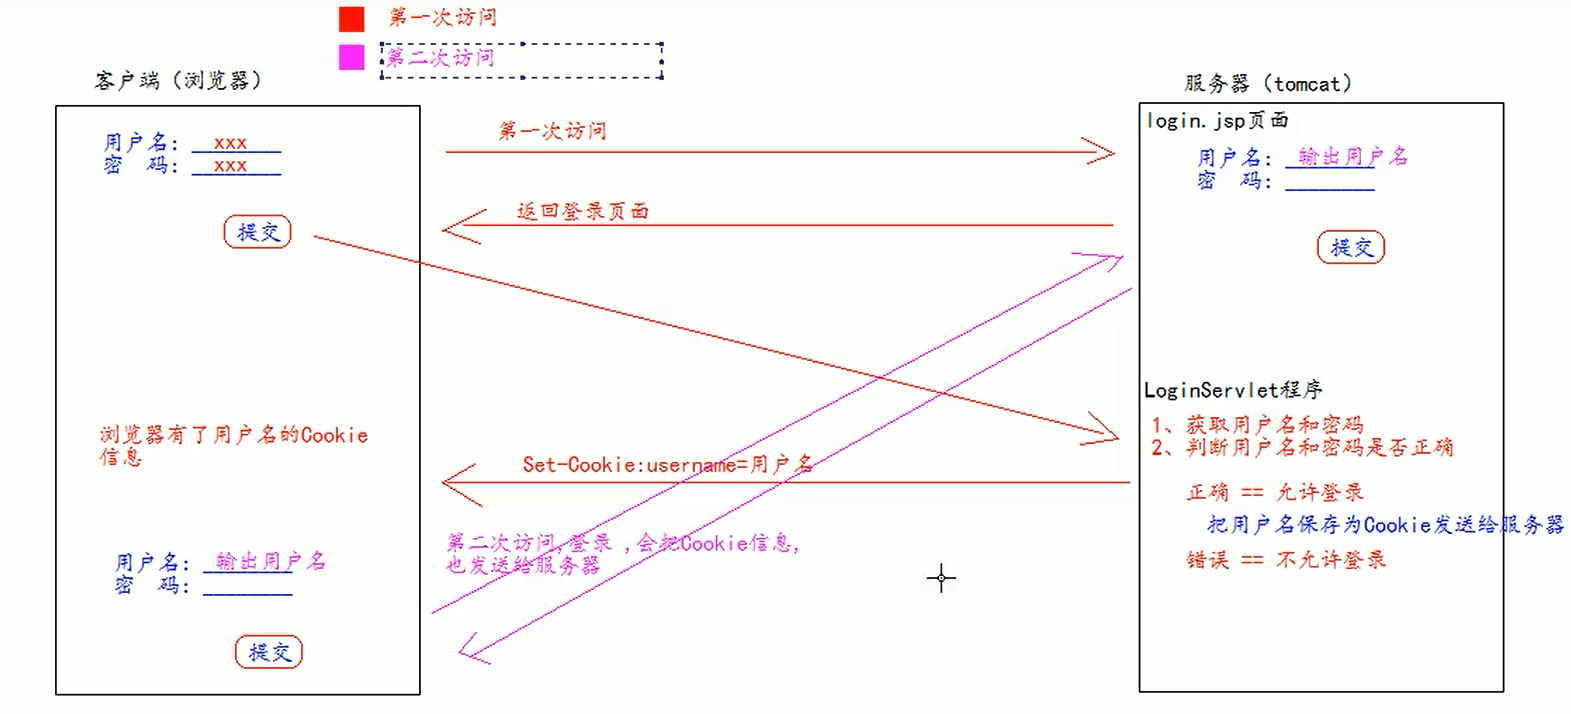 第一次访问
第二次访问
客户端（浏览器）
用户名: xxx
密 码: xxx
提交
浏览器有了用户名的Cookie
信息
用户名: 输出用户名
密 码:
提交
第一次访问
返回登录页面
Set-Cookie:username=用户名
第二次访问,登录 ,会把Cookie信息,
也发送给服务器
服务器（tomcat）
login.jsp页面
用户名: 输出用户名
密 码:
提交
LoginServlet程序
1、获取用户名和密码
2、判断用户名和密码是否正确
正确 == 允许登录
把用户名保存为Cookie发送给服务器
错误 == 不允许登录